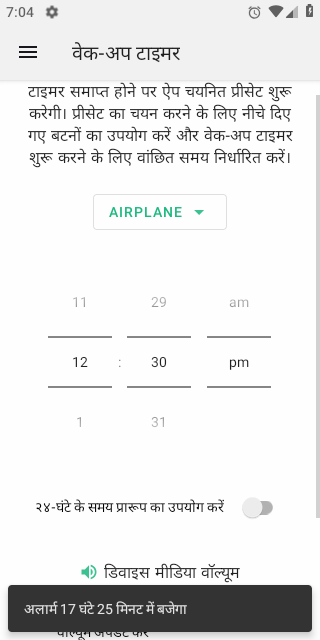 7:04
वेक-अप टाइमर
टाइमर समाप्त होने पर ऐप चयनित प्रीसेट शुरू
करेगी। प्रीसेट का चयन करने के लिए नीचे दिए
गए बटनों का उपयोग करें और वेक-अप टाइमर
शुरू करने के लिए वांछित समय निर्धारित करें।
AIRPLANE
11 29 am
12 : 30 pm
1 31
२४-घंटे के समय प्रारूप का उपयोग करें
डिवाइस मीडिया वॉल्यूम
अलार्म 17 घंटे 25 मिनट में बजेगा